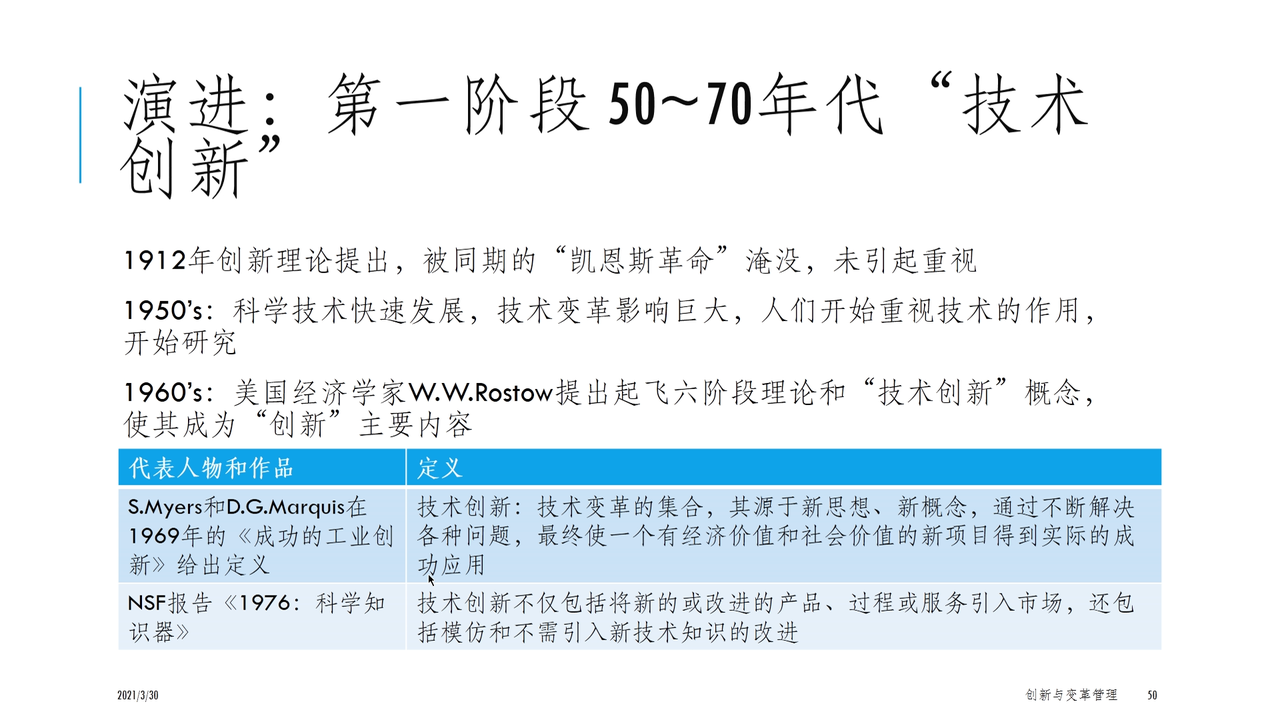 演进：第一阶段 50~70年代“技术
创新”
1912年创新理论提出，被同期的“凯恩斯革命”淹没，未引起重视
1950’s：科学技术快速发展，技术变革影响巨大，人们开始重视技术的作用，
开始研究
1960’s：美国经济学家W.W.Rostow提出起飞六阶段理论和“技术创新”概念，
使其成为“创新”主要内容
代表人物和作品
定义
S.Myers和D.G.Marquis在
1969年的《成功的工业创
新》给出定义
技术创新：技术变革的集合，其源于新思想、新概念，通过不断解决
各种问题，最终使一个有经济价值和社会价值的新项目得到实际的成
功应用
NSF报告《1976：科学知
识器》
技术创新不仅包括将新的或改进的产品、过程或服务引入市场，还包
括模仿和不需引入新技术知识的改进
2021/3/30
创新与变革管理
50